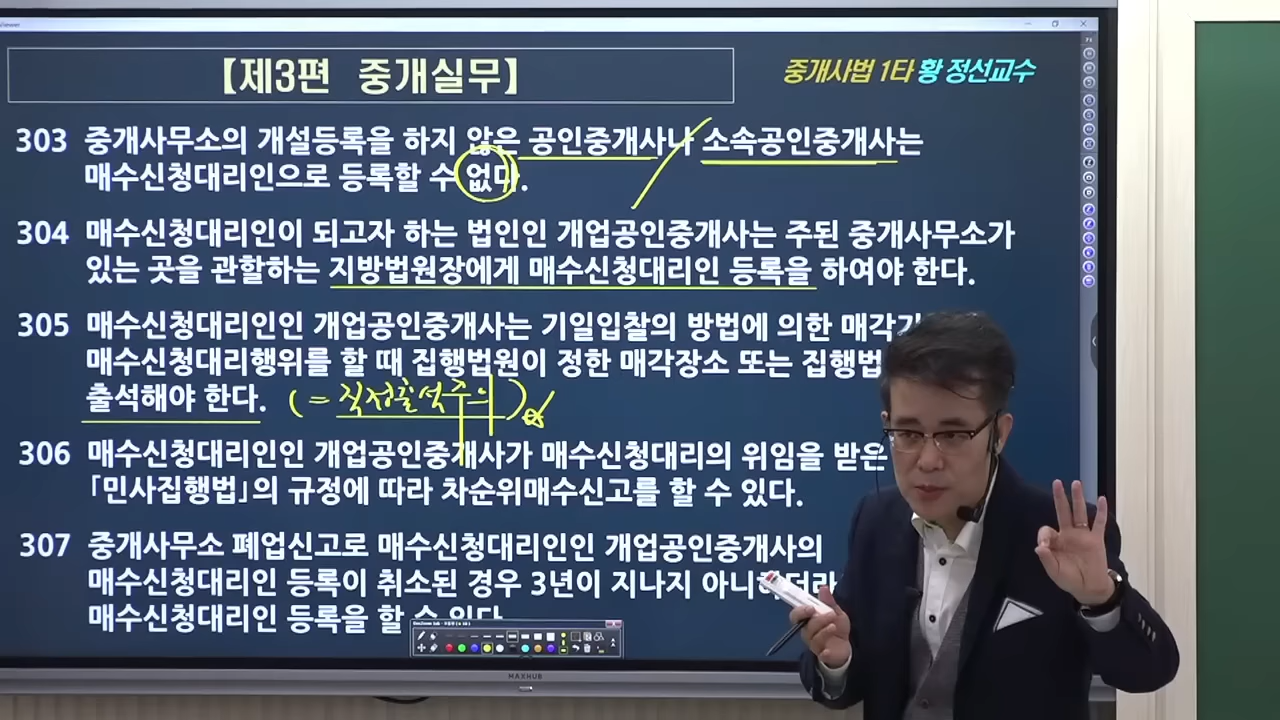 【제3편 중개실무】
중개사법 1타 황정선교수
303 중개사무소의 개설등록을 하지 않은 공인중개사나 소속공인중개사는
매수신청대리인으로 등록할 수 없다.
304 매수신청대리인이 되고자 하는 법인인 개업공인중개사는 주된 중개사무소가
있는 곳을 관할하는 지방법원장에게 매수신청대리인 등록을 하여야 한다.
305 매수신청대리인인 개업공인중개사는 기일입찰의 방법에 의한
매수신청대리행위를 할 때 집행법원이 정한 매각장소 또는
출석해야 한다. (= 직접출석주의)
306 매수신청대리인인 개업공인중개사가 매수신청대리의 위임을 받은
「민사집행법」의 규정에 따라 차순위매수신고를 할 수 있다.
307 중개사무소 폐업신고로 매수신청대리인인 개업공인중개사의
매수신청대리인 등록이 취소된 경우 3년이 지나지
매수신청대리인 등록을 할 수 있다
MAXHUB